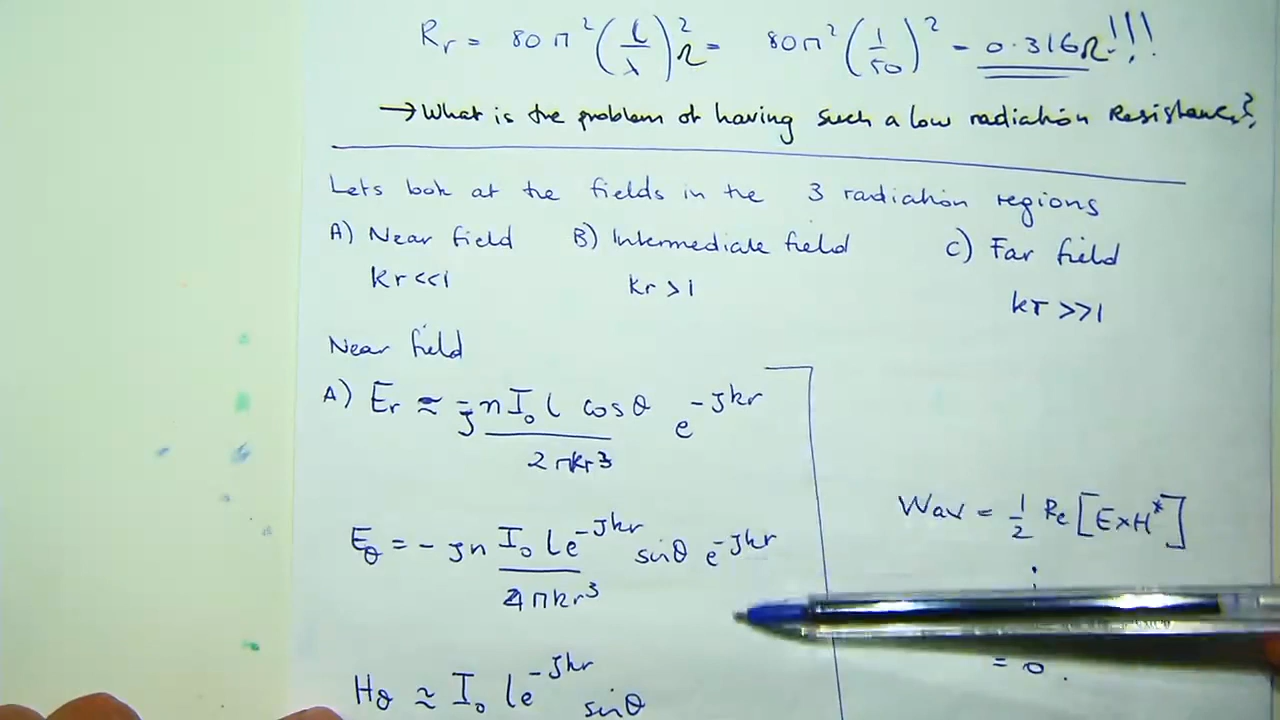 Rr = 80π²(l/λ)²Ω = 80π²(1/50)² = 0.316Ω!!!
→ What is the problem of having such a low radiation Resistance?
Lets look at the fields in the 3 radiation regions
A) Near field B) Intermediate field C) Far field
kr<<1 kr>1 kr>>1
Near field
A) Er ≈ -jηI₀l cosθ / 2πkr³ e^-jkr
Eθ = -jη I₀ le^-jkr / 4πkr³ sinθ e^-jkr
Wav = 1/2 Re[E×H*]
= 0.
Hθ ≈ I₀ le^-jkr sinθ